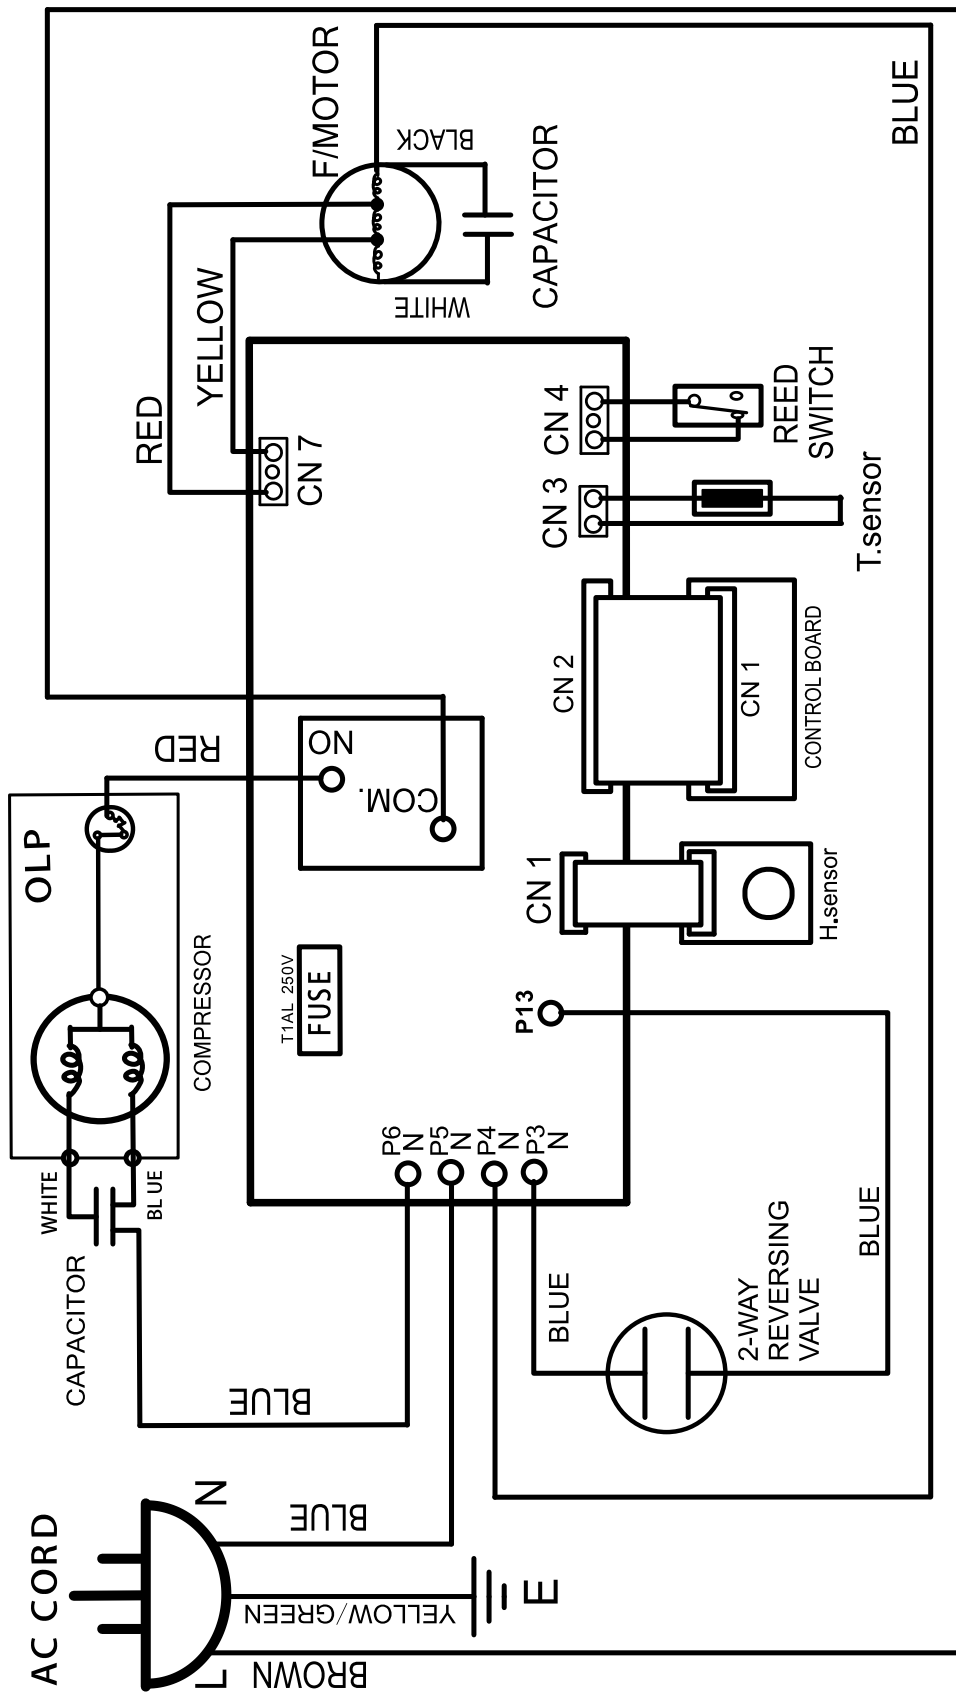 AC CORD
L
N
BROWN
YELLOW/GREEN
BLUE
E
BLUE
CAPACITOR
WHITE
BLUE
COMPRESSOR
OLP
RED
NO
COM.
T1AL 250V
FUSE
P6
N
P5
N
P4
N
P3
N
P13
BLUE
2-WAY
REVERSING
VALVE
BLUE
CN 1
H.sensor
CN 2
CN 1
CONTROL BOARD
CN 3
T.sensor
CN 4
REED
SWITCH
CN 7
RED
YELLOW
F/MOTOR
BLACK
WHITE
CAPACITOR
BLUE